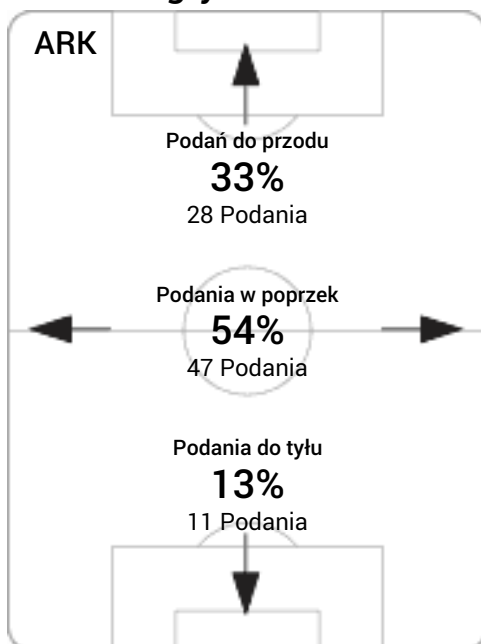 ARK
Podań do przodu
33%
28 Podania
Podania w poprzek
54%
47 Podania
Podania do tyłu
13%
11 Podania